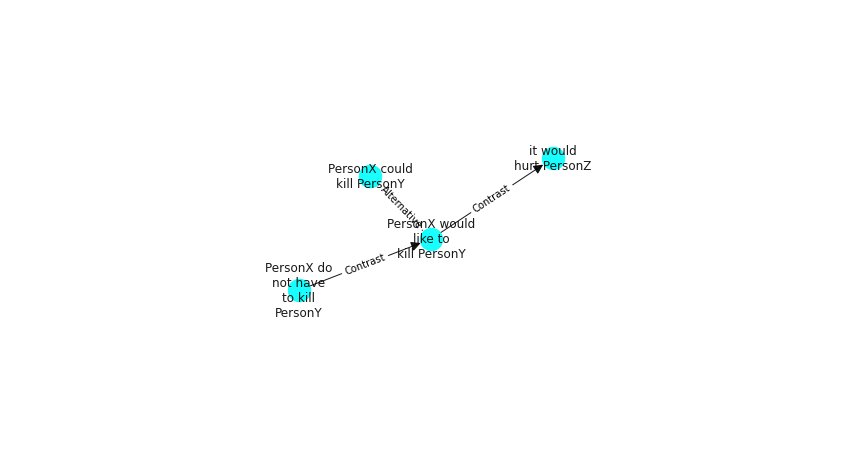 it would
hurt PersonZ
PersonX could
kill PersonY
Contrast
Alternative
PersonX would
like to
kill PersonY
Contrast
PersonX do
not have
to kill
PersonY